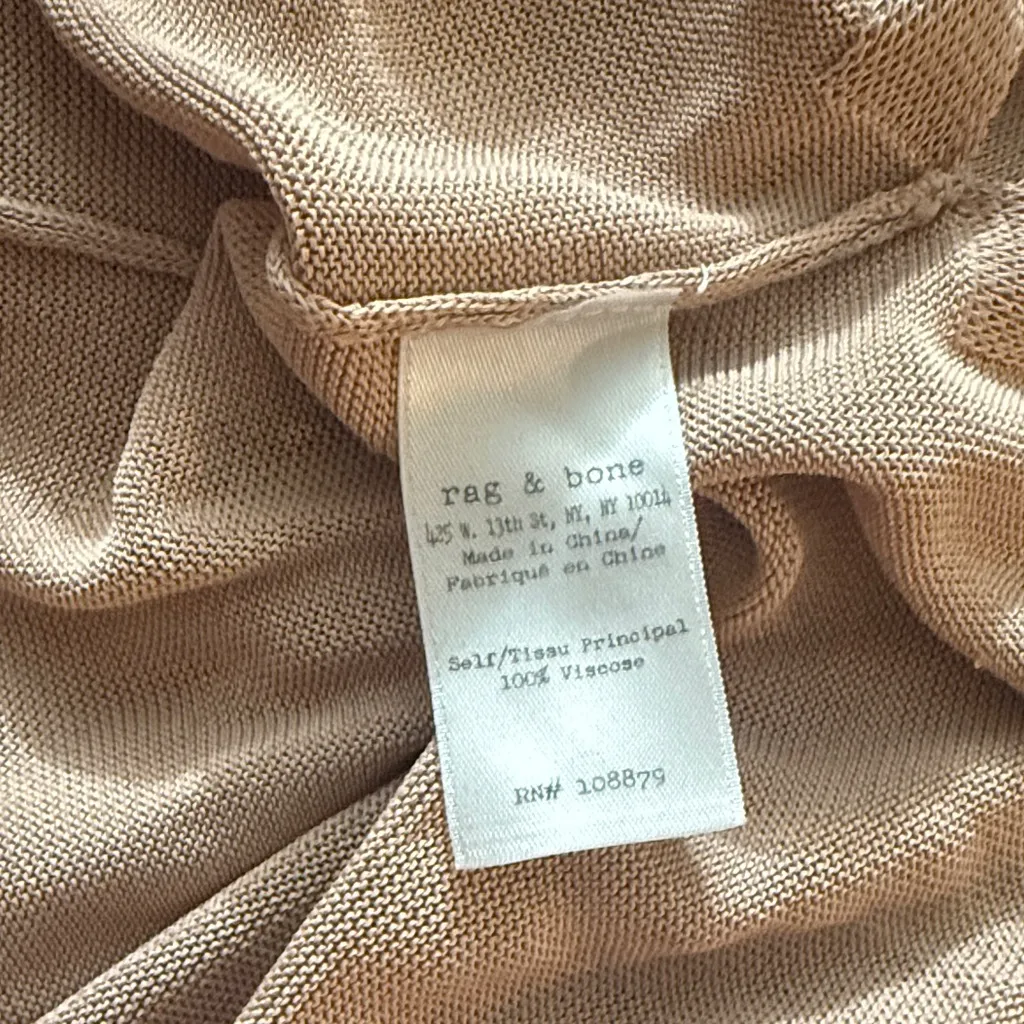 rag & bone
425 W. 13th St, NY, NY 10014
Made in China/
Fabriqué en Chine
Self/Tissu Principal
100% Viscose
RN# 108879